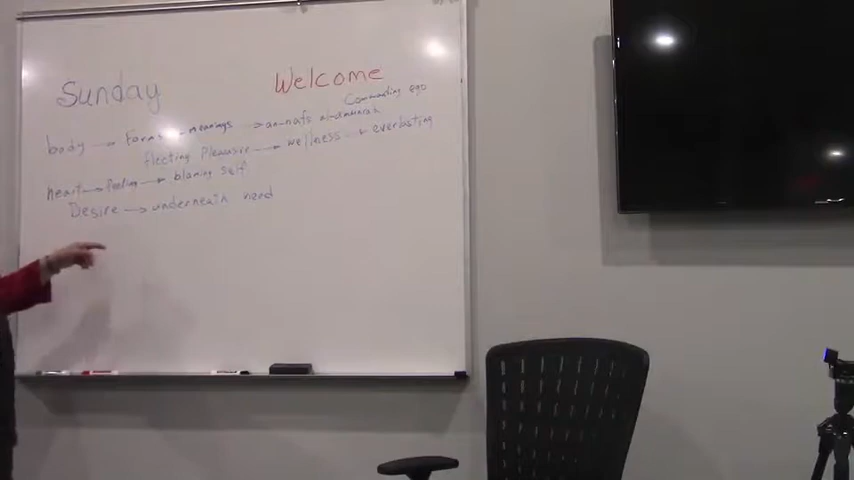 Sunday Welcome
Commanding ego
body → Forms → meanings → an-nafs al-ammarah
fleeting Pleasure → wellness → everlasting
heart → feeling → blaming self
Desire → underneath need